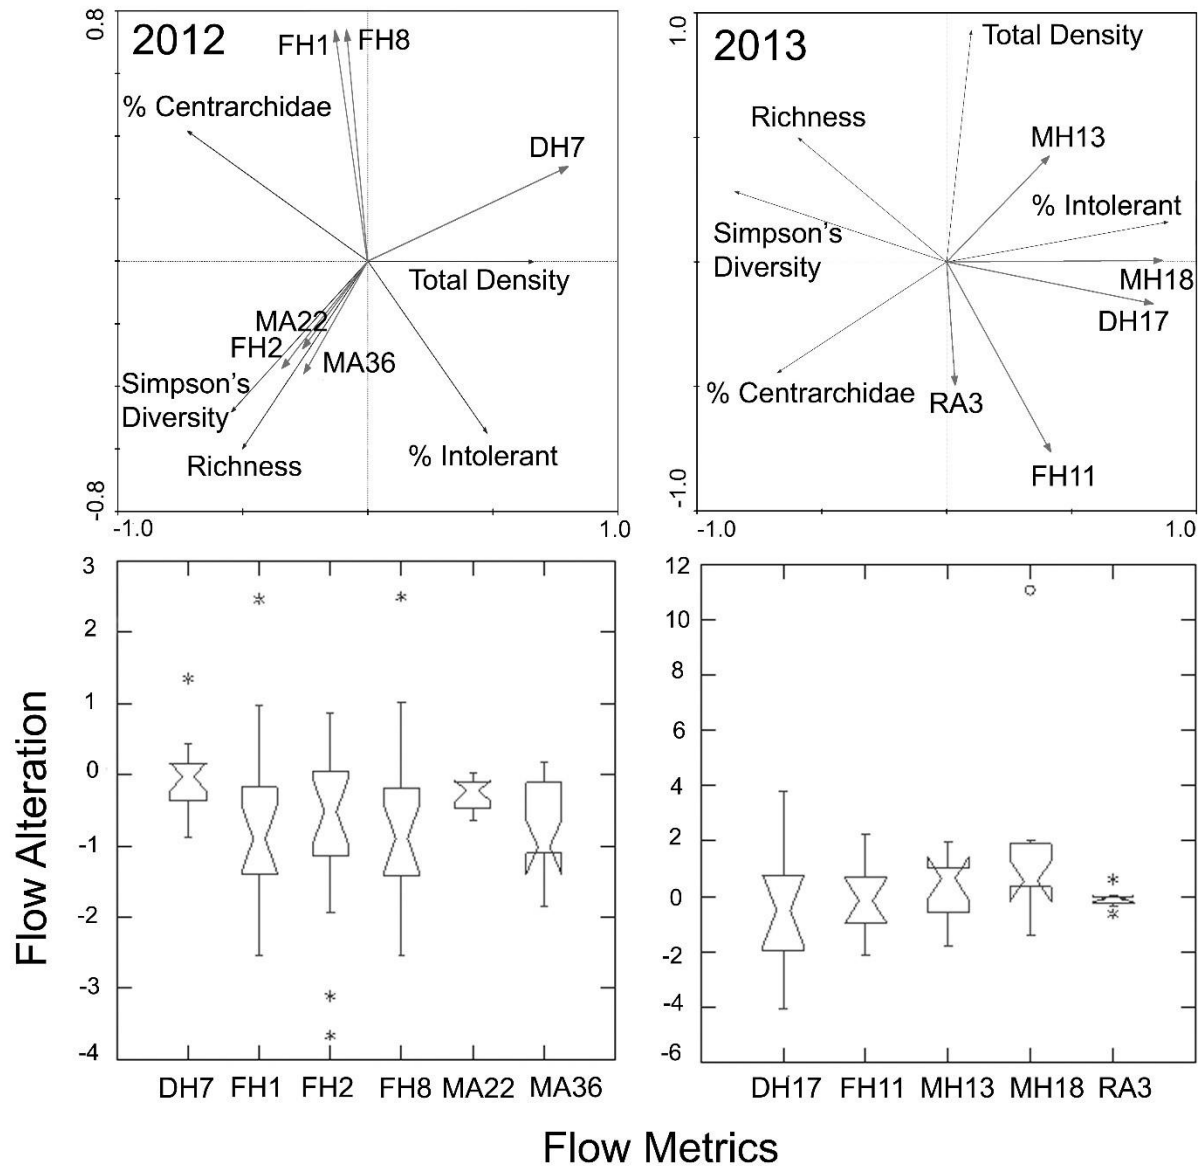 2012
0.8
-0.8
-1.0
1.0
FH1
FH8
% Centrarchidae
DH7
Total Density
MA22
FH2
MA36
Simpson's
Diversity
Richness
% Intolerant
2013
1.0
-1.0
-1.0
1.0
Total Density
Richness
MH13
% Intolerant
Simpson's
Diversity
MH18
DH17
% Centrarchidae
RA3
FH11
Flow Alteration
3
2
1
0
-1
-2
-3
-4
DH7 FH1 FH2 FH8 MA22 MA36
12
10
8
6
4
2
0
-2
-4
-6
DH17 FH11 MH13 MH18 RA3
Flow Metrics